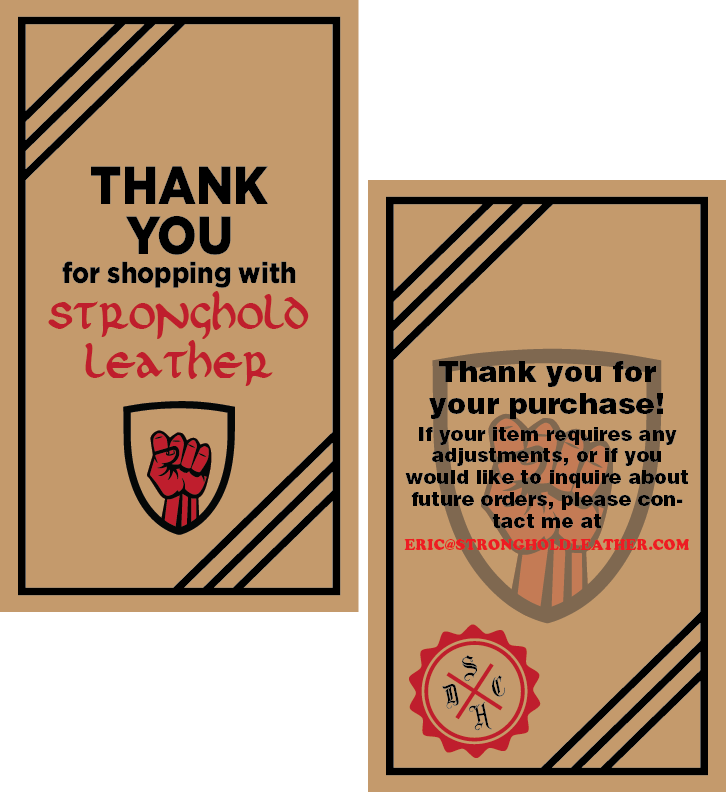 THANK
YOU
for shopping with
stronghold
leather
Thank you for
your purchase!
If your item requires any
adjustments, or if you
would like to inquire about
future orders, please con-
tact me at
ERIC@STRONGHOLDLEATHER.COM
S
D C
H